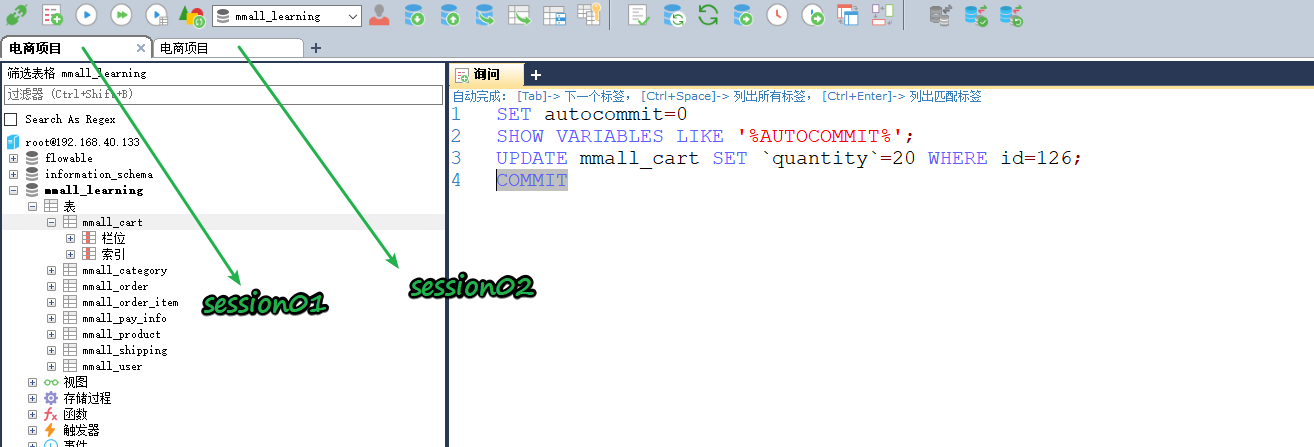 mmall_learning
电商项目
电商项目
筛选表格 mmall_learning
过滤器 (Ctrl+Shift+B)
Search As Regex
root@192.168.40.133
flowable
information_schema
mmall_learning
表
mmall_cart
栏位
索引
mmall_category
mmall_order
mmall_order_item
mmall_pay_info
mmall_product
mmall_shipping
mmall_user
视图
存储过程
函数
触发器
事件
session01
session02
询问
自动完成: [Tab]-> 下一个标签, [Ctrl+Space]-> 列出所有标签, [Ctrl+Enter]-> 列出匹配标签
1 SET autocommit=0
2 SHOW VARIABLES LIKE '%AUTOCOMMIT%';
3 UPDATE mmall_cart SET `quantity`=20 WHERE id=126;
4 COMMIT